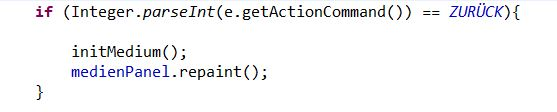 if (Integer.parseInt(e.getActionCommand()) == ZURÜCK){
initMedium();
medienPanel.repaint();
}